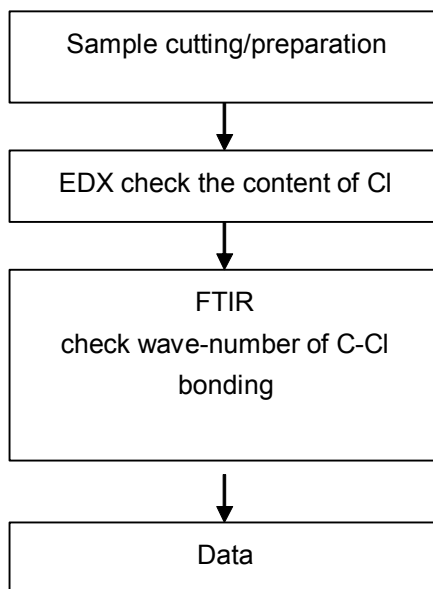 Sample cutting/preparation
EDX check the content of Cl
FTIR
check wave-number of C-Cl
bonding
Data